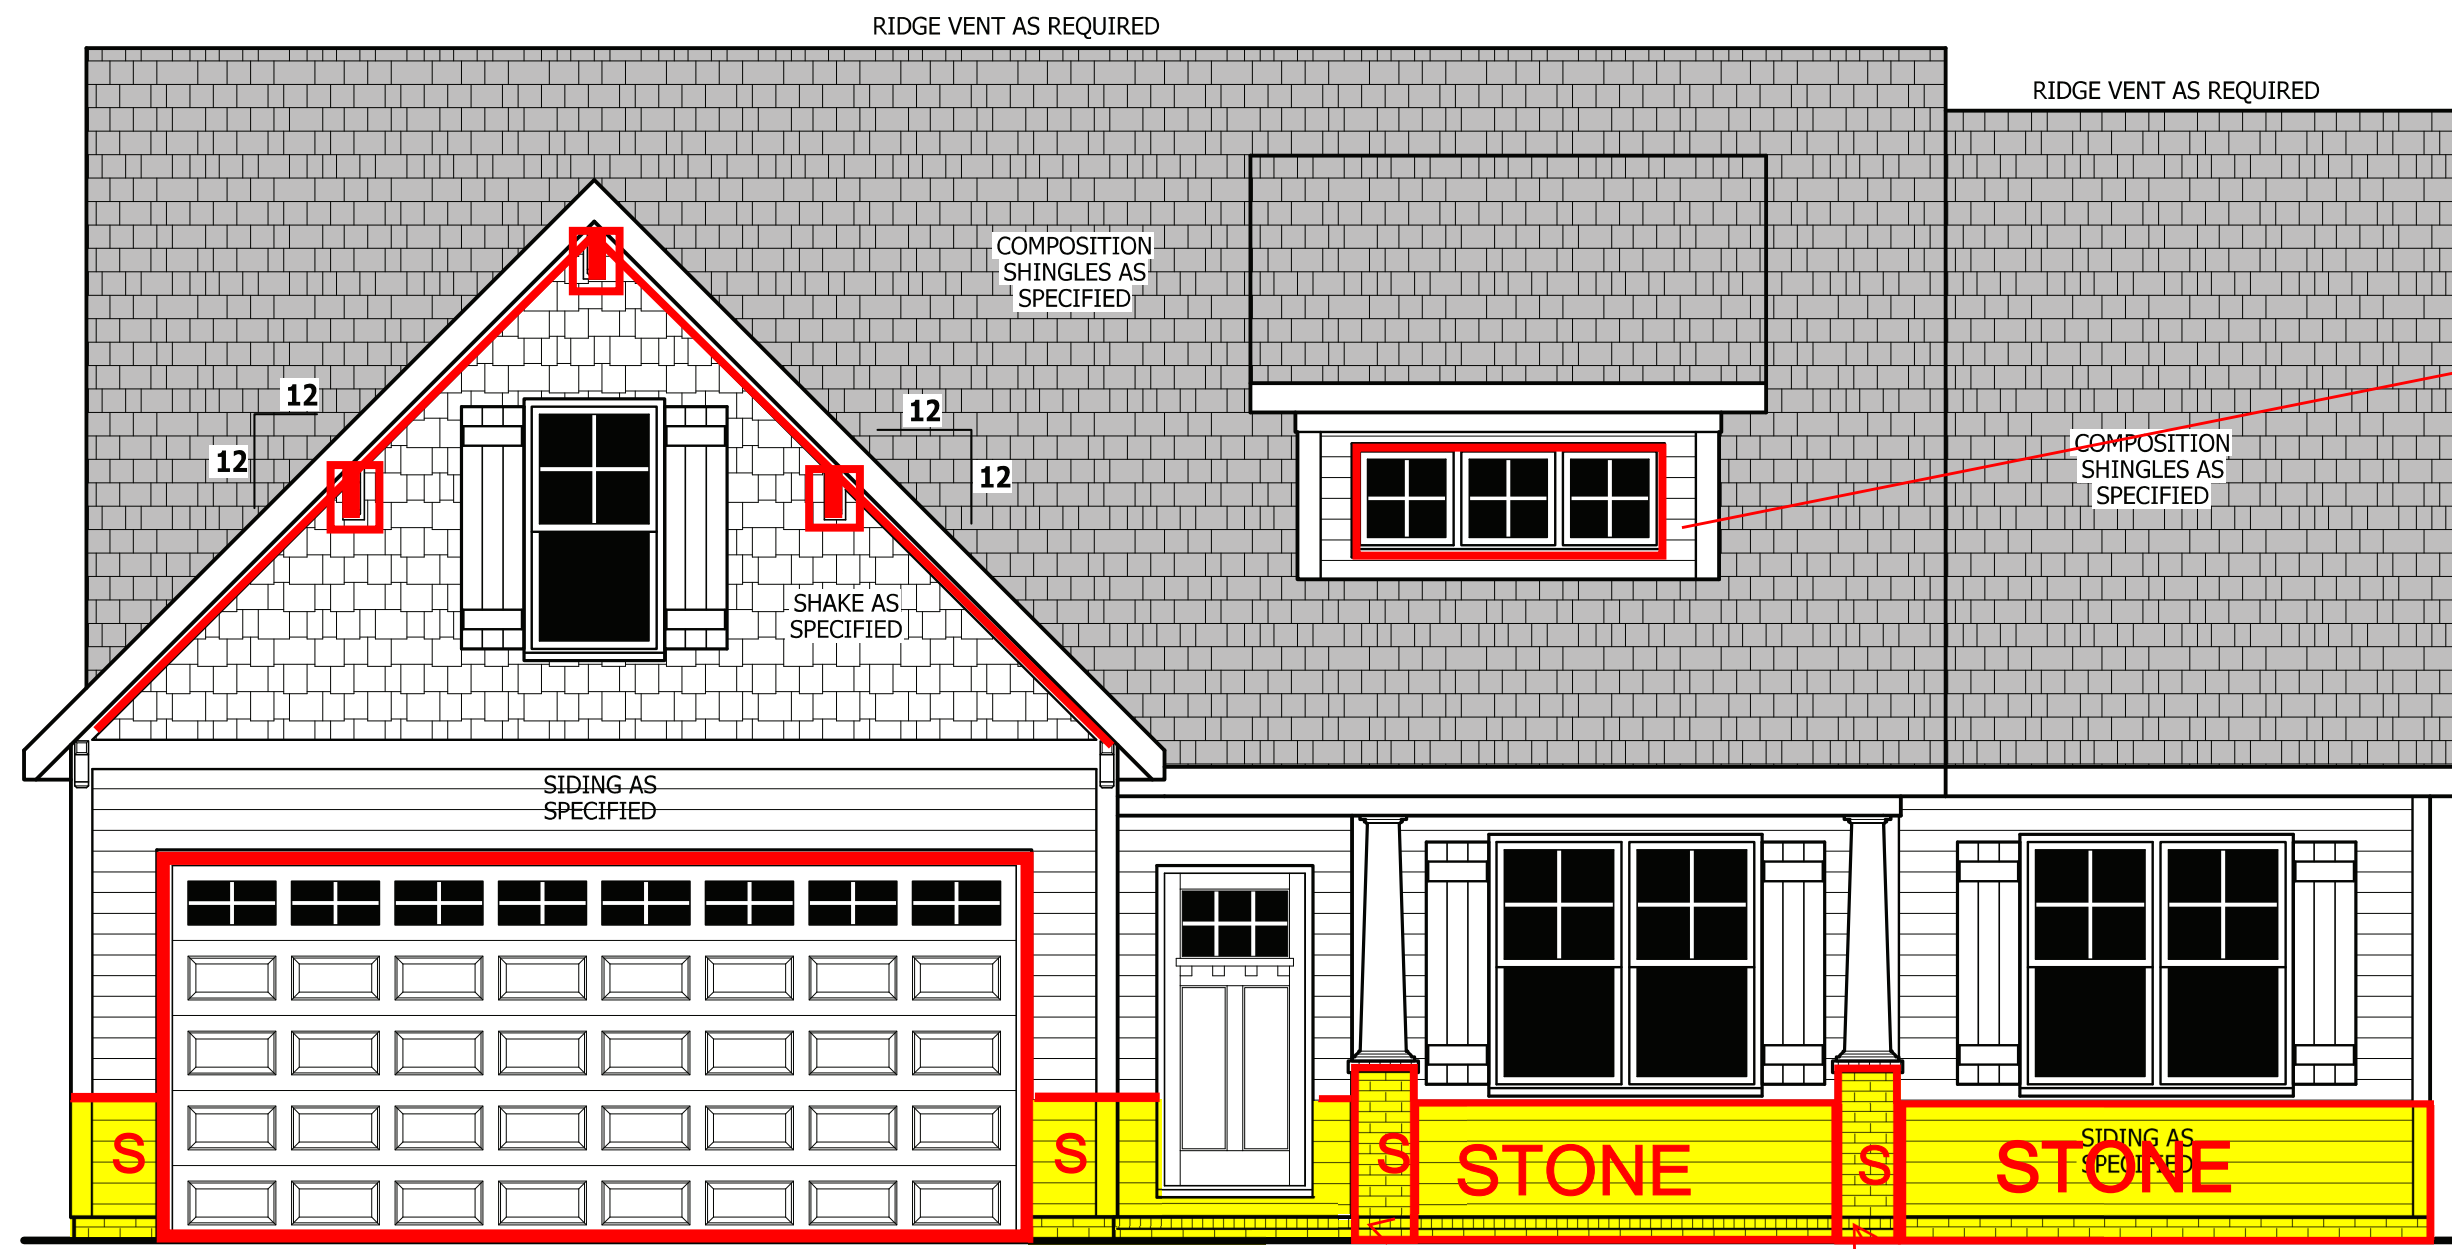 RIDGE VENT AS REQUIRED
RIDGE VENT AS REQUIRED
COMPOSITION
SHINGLES AS
SPECIFIED
12
12
12
12
COMPOSITION
SHINGLES AS
SPECIFIED
SHAKE AS
SPECIFIED
SIDING AS
SPECIFIED
S
S
S
STONE
S
STONE
SIDING AS
SPECIFIED